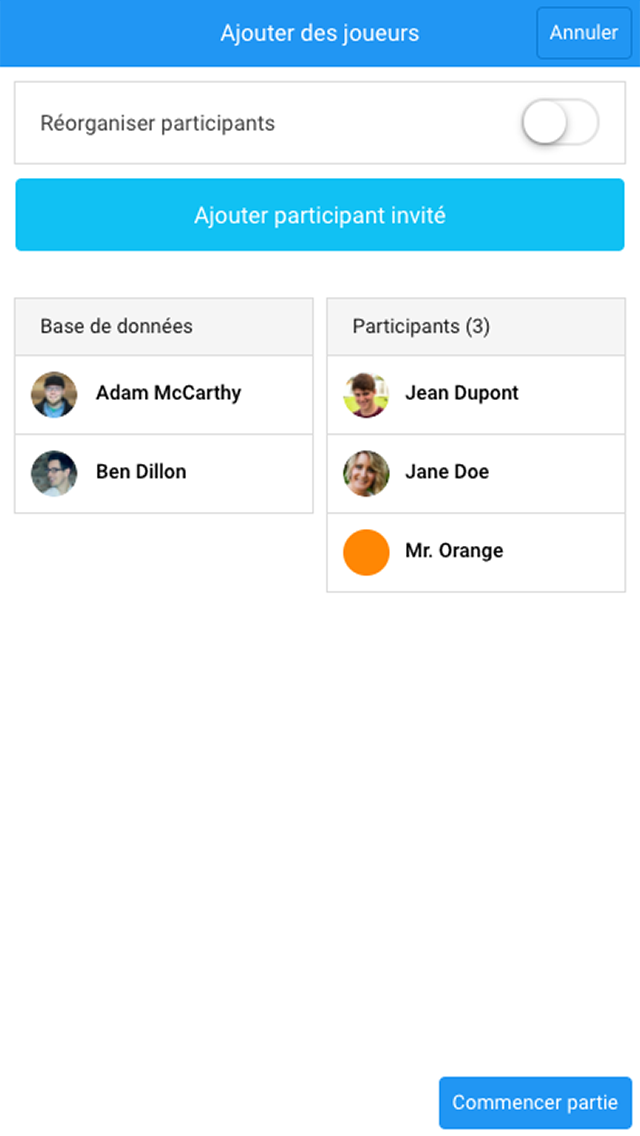 Ajouter des joueurs
Annuler
Réorganiser participants
Ajouter participant invité
Base de données
Adam McCarthy
Ben Dillon
Participants (3)
Jean Dupont
Jane Doe
Mr. Orange
Commencer partie